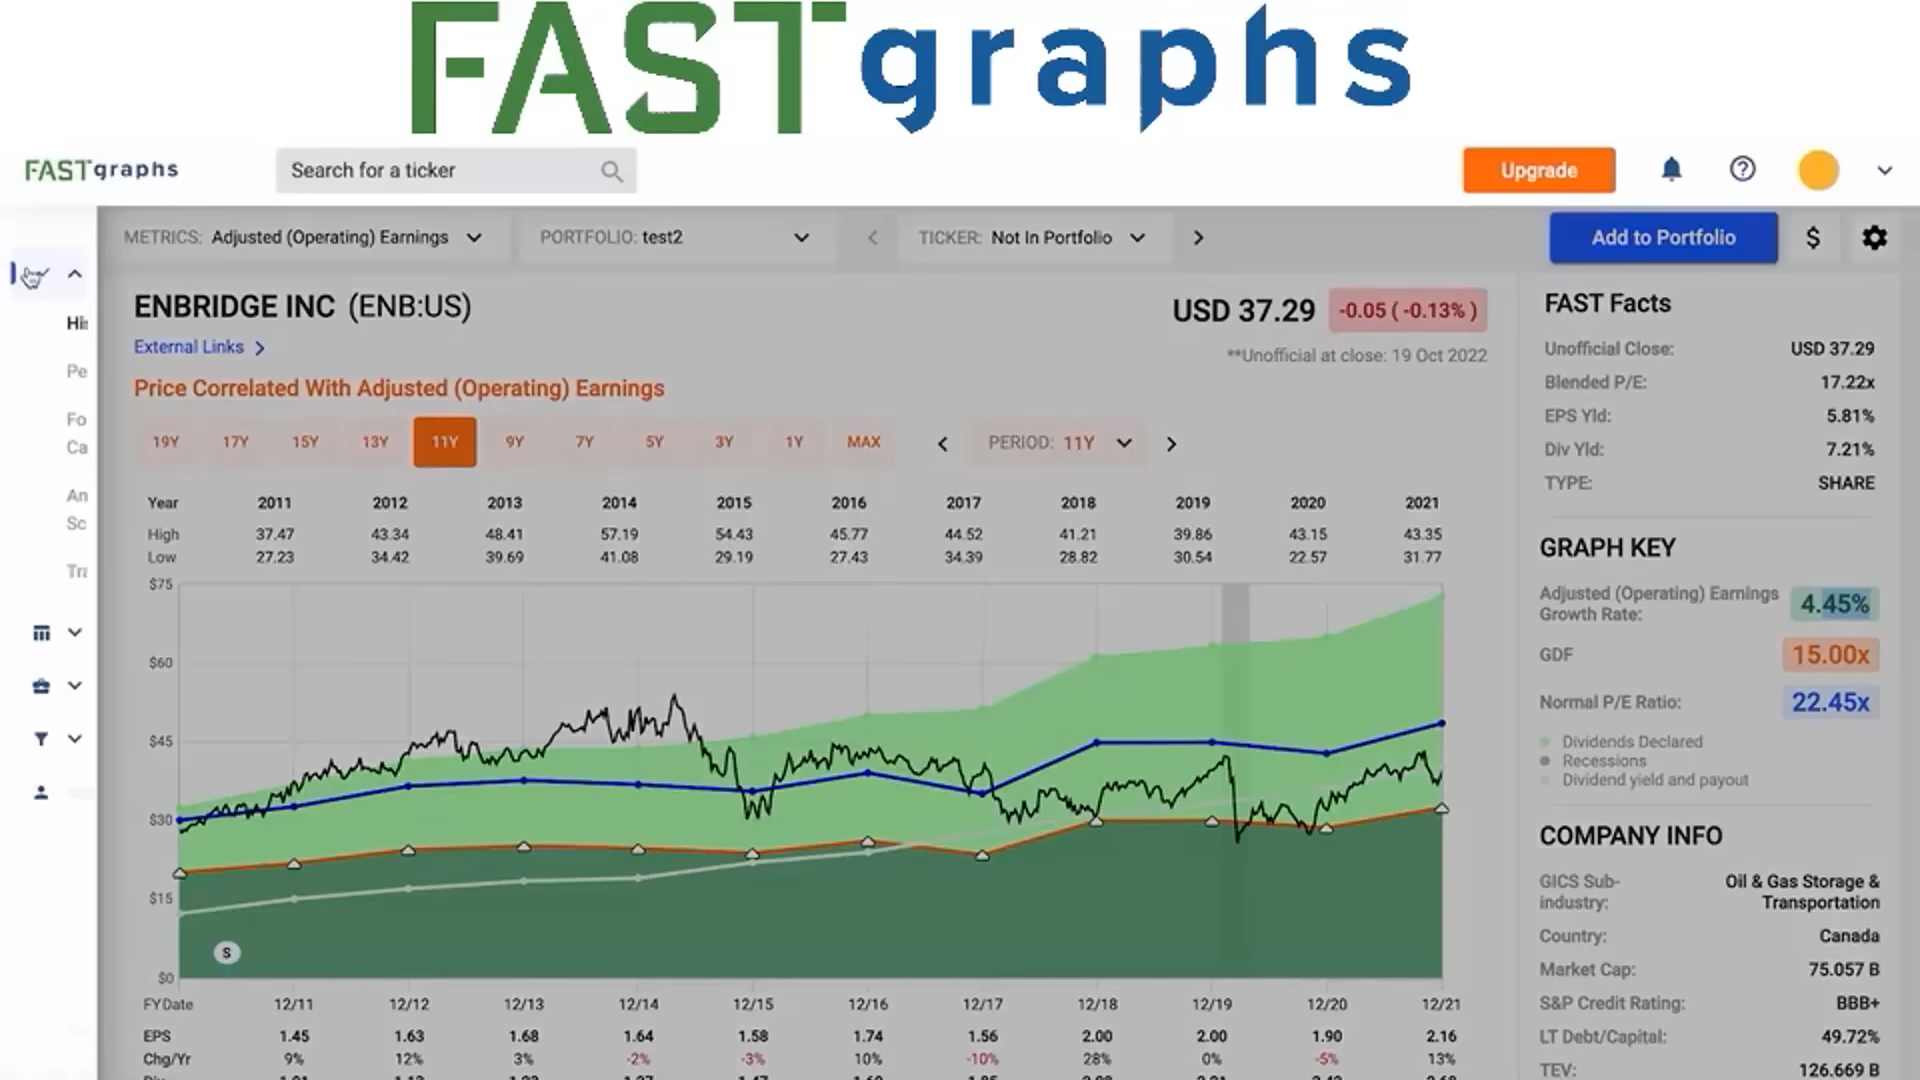 FASTgraphs
FASTgraphs
Search for a ticker
Upgrade
METRICS: Adjusted (Operating) Earnings
PORTFOLIO: test2
TICKER: Not In Portfolio
Add to Portfolio
$
His
Pe
Fo
Ca
An
Sc
Tra
ENBRIDGE INC (ENB:US)
External Links
USD 37.29
-0.05 ( -0.13% )
**Unofficial at close: 19 Oct 2022
Price Correlated With Adjusted (Operating) Earnings
19Y 17Y 15Y 13Y 11Y 9Y 7Y 5Y 3Y 1Y MAX
PERIOD: 11Y
Year 2011 2012 2013 2014 2015 2016 2017 2018 2019 2020 2021
High 37.47 43.34 48.41 57.19 54.43 45.77 44.52 41.21 39.86 43.15 43.35
Low 27.23 34.42 39.69 41.08 29.19 27.43 34.39 28.82 30.54 22.57 31.77
$75
$60
$45
$30
$15
$0
S
FYDate 12/11 12/12 12/13 12/14 12/15 12/16 12/17 12/18 12/19 12/20 12/21
EPS 1.45 1.63 1.68 1.64 1.58 1.74 1.56 2.00 2.00 1.90 2.16
Chg/Yr 9% 12% 3% -2% -3% 10% -10% 28% 0% -5% 13%
FAST Facts
Unofficial Close: USD 37.29
Blended P/E: 17.22x
EPS Yld: 5.81%
Div Yld: 7.21%
TYPE: SHARE
GRAPH KEY
Adjusted (Operating) Earnings
Growth Rate: 4.45%
GDF 15.00x
Normal P/E Ratio: 22.45x
Dividends Declared
Recessions
Dividend yield and payout
COMPANY INFO
GICS Sub-
industry: Oil & Gas Storage &
Transportation
Country: Canada
Market Cap: 75.057 B
S&P Credit Rating: BBB+
LT Debt/Capital: 49.72%
TEV: 126.669 B